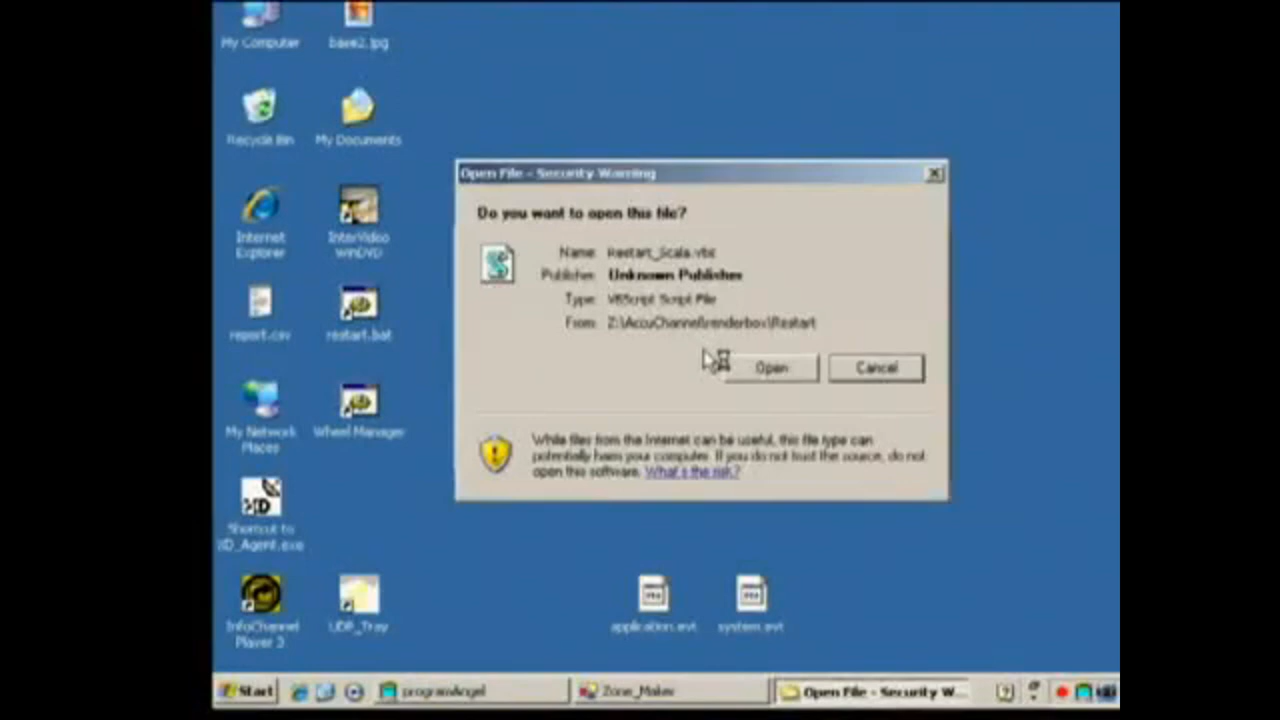 My Computer
base2.jpg
Recycle Bin
My Documents
Internet
Explorer
InterVideo
WinDVD
report.csv
restart.bat
My Network
Places
Wheel Manager
Shortcut to
XD_Agent.exe
XD
InfoChannel
Player 3
UDP_Tray
application.evt
system.evt
Open File - Security Warning
Do you want to open this file?
Name: Restart_Scala.vbs
Publisher: Unknown Publisher
Type: VBScript Script File
From: Z:\AccuChannel\renderbox\Restart
Open
Cancel
While files from the Internet can be useful, this file type can
potentially harm your computer. If you do not trust the source, do not
open this software. What's the risk?
Start
programAngel
Zone_Maker
Open File - Security W...